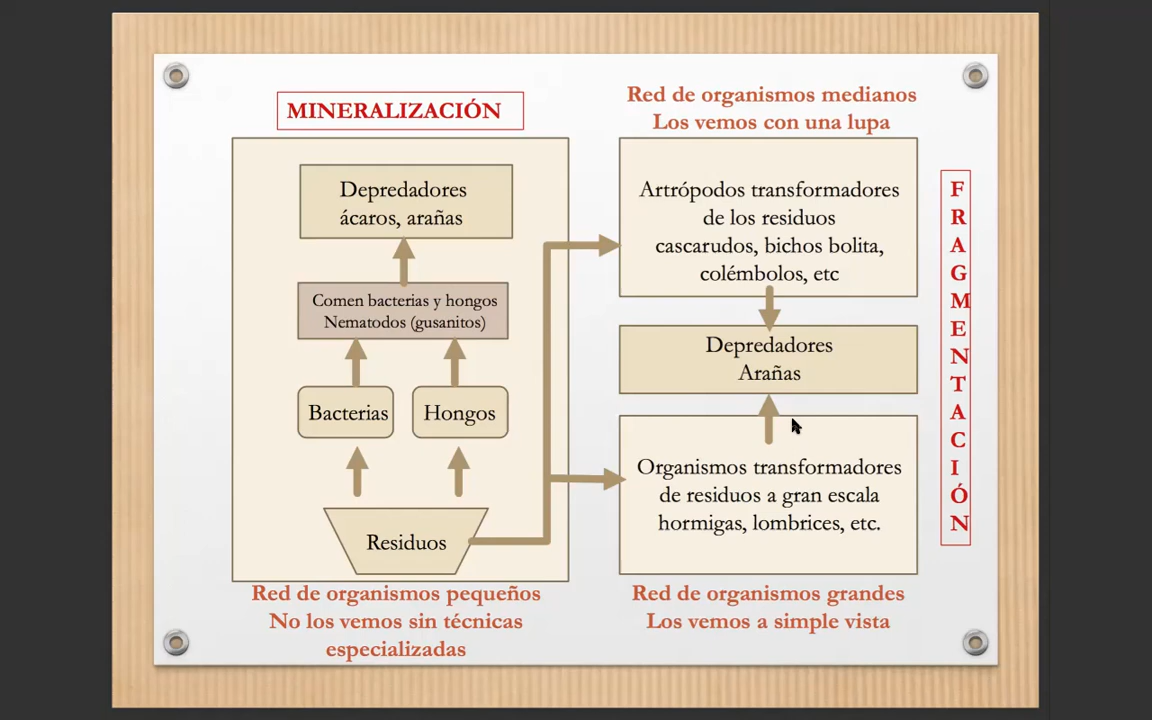 MINERALIZACIÓN
Depredadores
ácaros, arañas
Comen bacterias y hongos
Nematodos (gusanitos)
Bacterias
Hongos
Residuos
Red de organismos pequeños
No los vemos sin técnicas
especializadas
Red de organismos medianos
Los vemos con una lupa
Artrópodos transformadores
de los residuos
cascarudos, bichos bolita,
colémbolos, etc
Depredadores
Arañas
Organismos transformadores
de residuos a gran escala
hormigas, lombrices, etc.
Red de organismos grandes
Los vemos a simple vista
FRAGMENTACIÓN